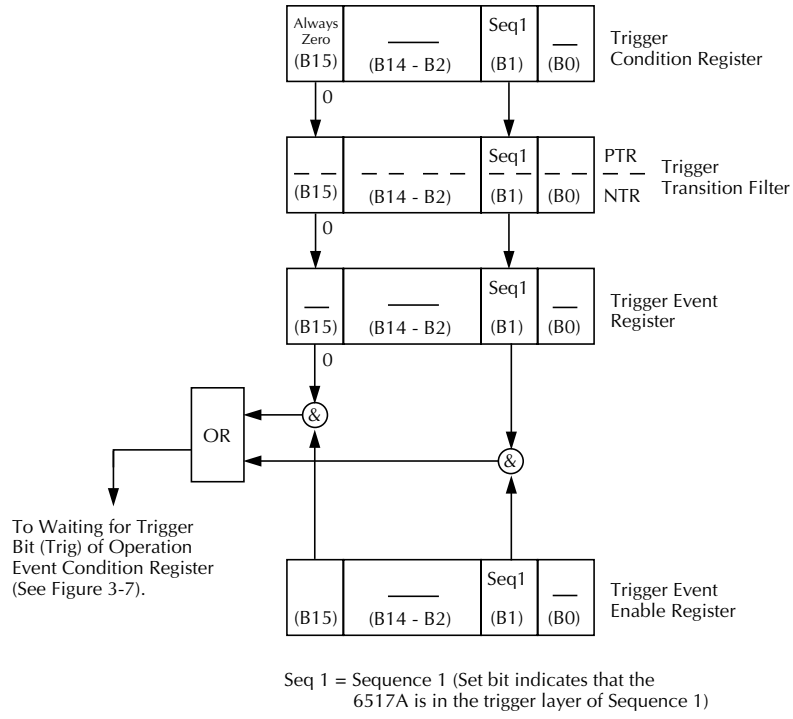 Always
Zero
(B15)
(B14 - B2)
Seq1
(B1)
(B0)
Trigger
Condition Register
0
(B15)
(B14 - B2)
Seq1
(B1)
(B0)
PTR
NTR
Trigger
Transition Filter
0
(B15)
(B14 - B2)
Seq1
(B1)
(B0)
Trigger Event
Register
0
&
OR
&
To Waiting for Trigger
Bit (Trig) of Operation
Event Condition Register
(See Figure 3-7).
(B15)
(B14 - B2)
Seq1
(B1)
(B0)
Trigger Event
Enable Register
Seq 1 = Sequence 1 (Set bit indicates that the
6517A is in the trigger layer of Sequence 1)